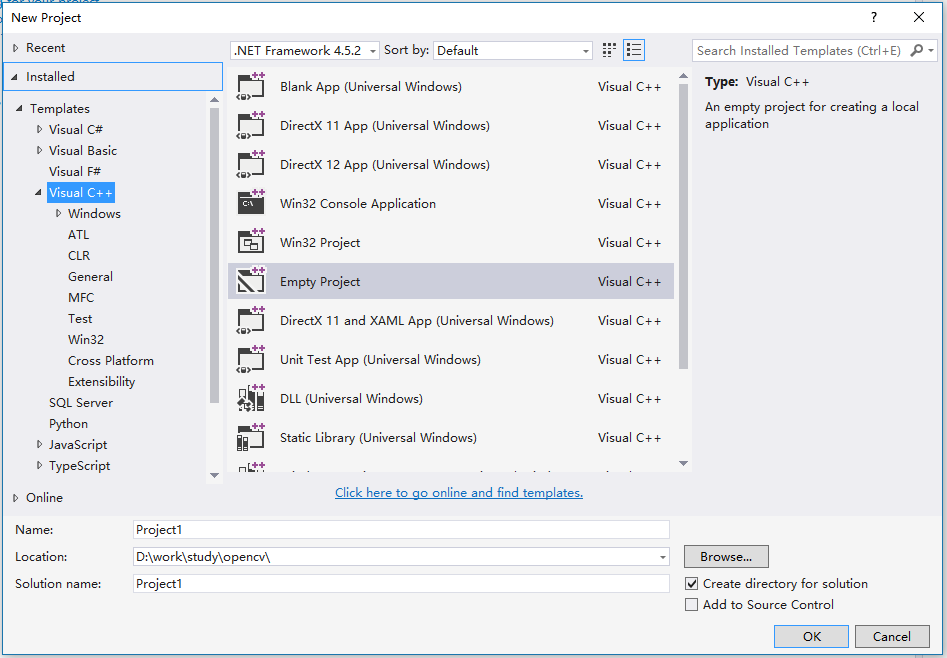 New Project
?
Recent
.NET Framework 4.5.2
Sort by:
Default
Search Installed Templates (Ctrl+E)
Installed
Templates
Visual C#
Visual Basic
Visual F#
Visual C++
Windows
ATL
CLR
General
MFC
Test
Win32
Cross Platform
Extensibility
SQL Server
Python
JavaScript
TypeScript
Online
Blank App (Universal Windows) Visual C++
DirectX 11 App (Universal Windows) Visual C++
DirectX 12 App (Universal Windows) Visual C++
Win32 Console Application Visual C++
Win32 Project Visual C++
Empty Project Visual C++
DirectX 11 and XAML App (Universal Windows) Visual C++
Unit Test App (Universal Windows) Visual C++
DLL (Universal Windows) Visual C++
Static Library (Universal Windows) Visual C++
Click here to go online and find templates.
Type: Visual C++
An empty project for creating a local
application
Name: Project1
Location: D:\work\study\opencv\
Browse...
Solution name: Project1
Create directory for solution
Add to Source Control
OK
Cancel